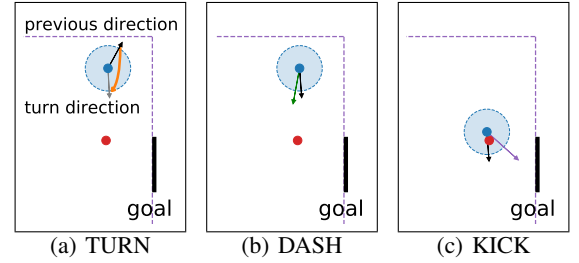 previous direction
turn direction
goal
goal
goal
(a) TURN
(b) DASH
(c) KICK